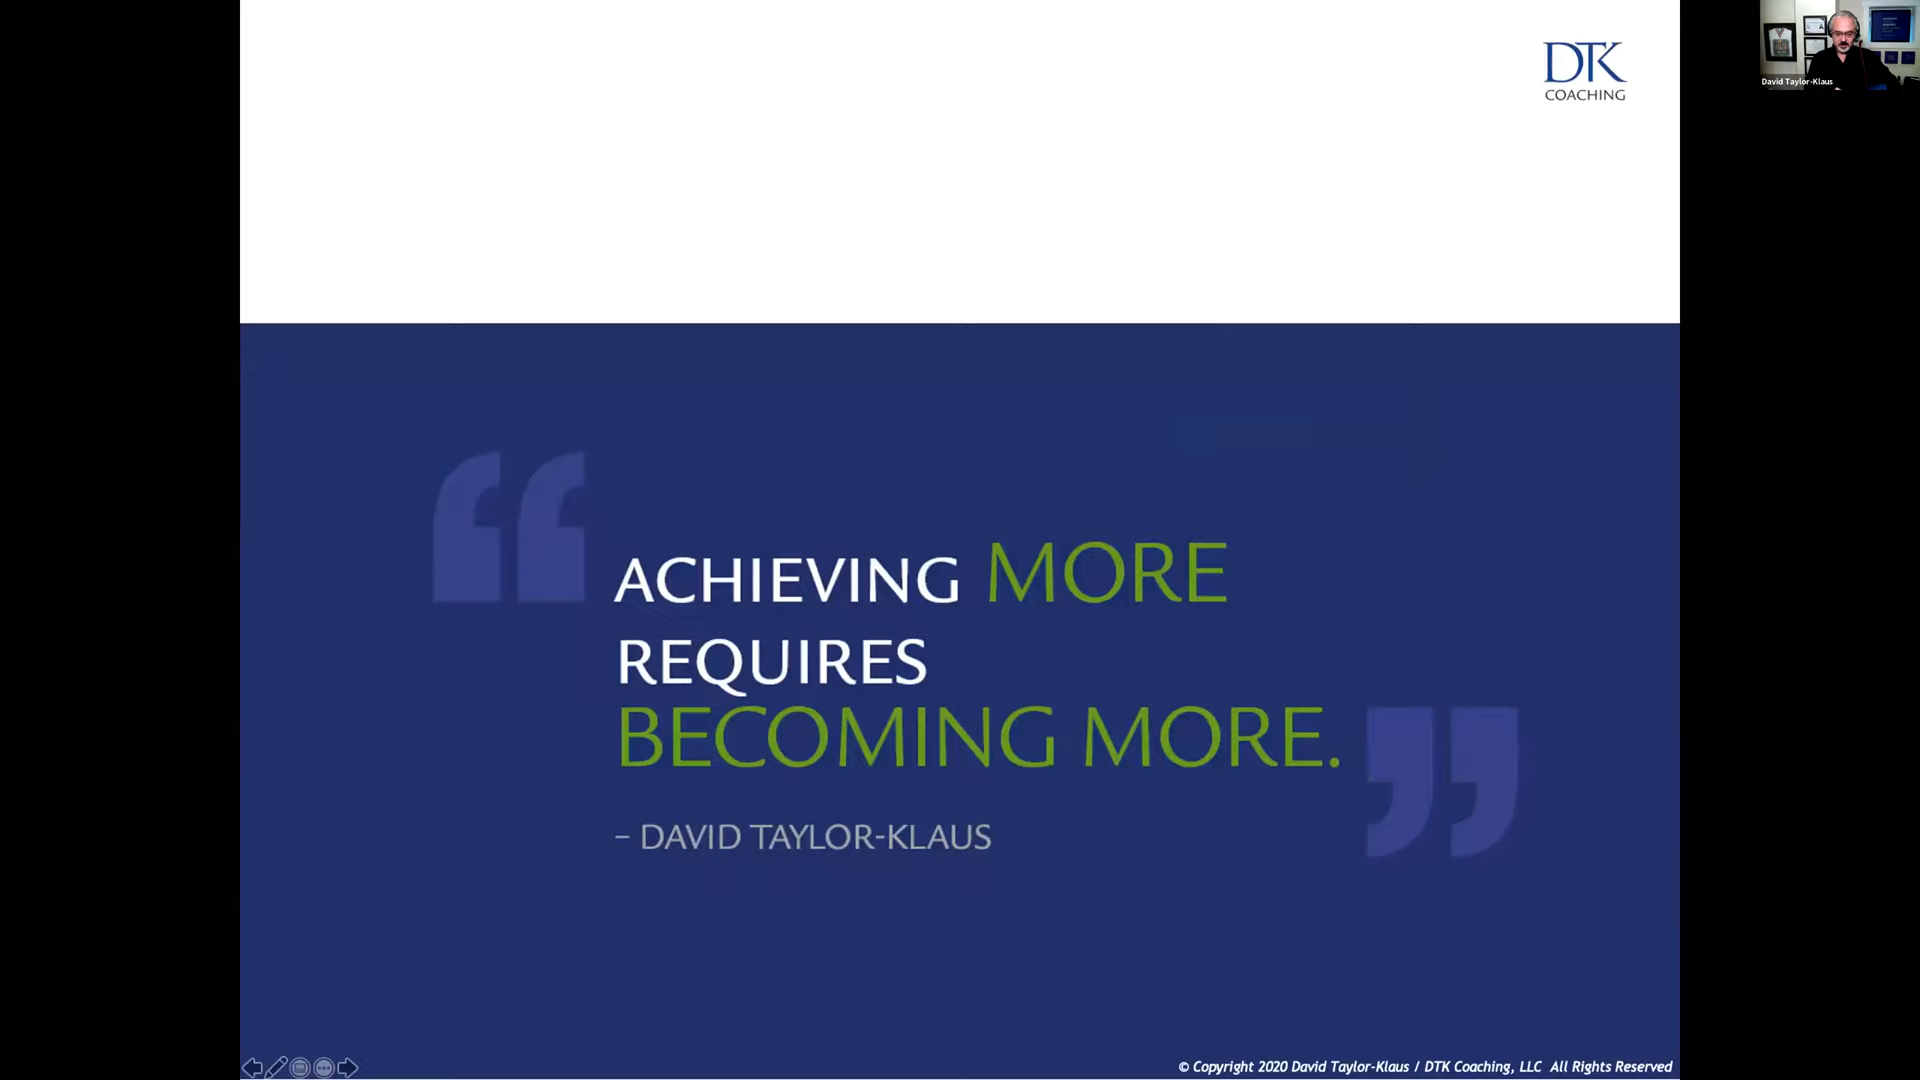 DTK
COACHING
David Taylor-Klaus
ACHIEVING MORE
REQUIRES
BECOMING MORE.
– DAVID TAYLOR-KLAUS
© Copyright 2020 David Taylor-Klaus / DTK Coaching, LLC All Rights Reserved